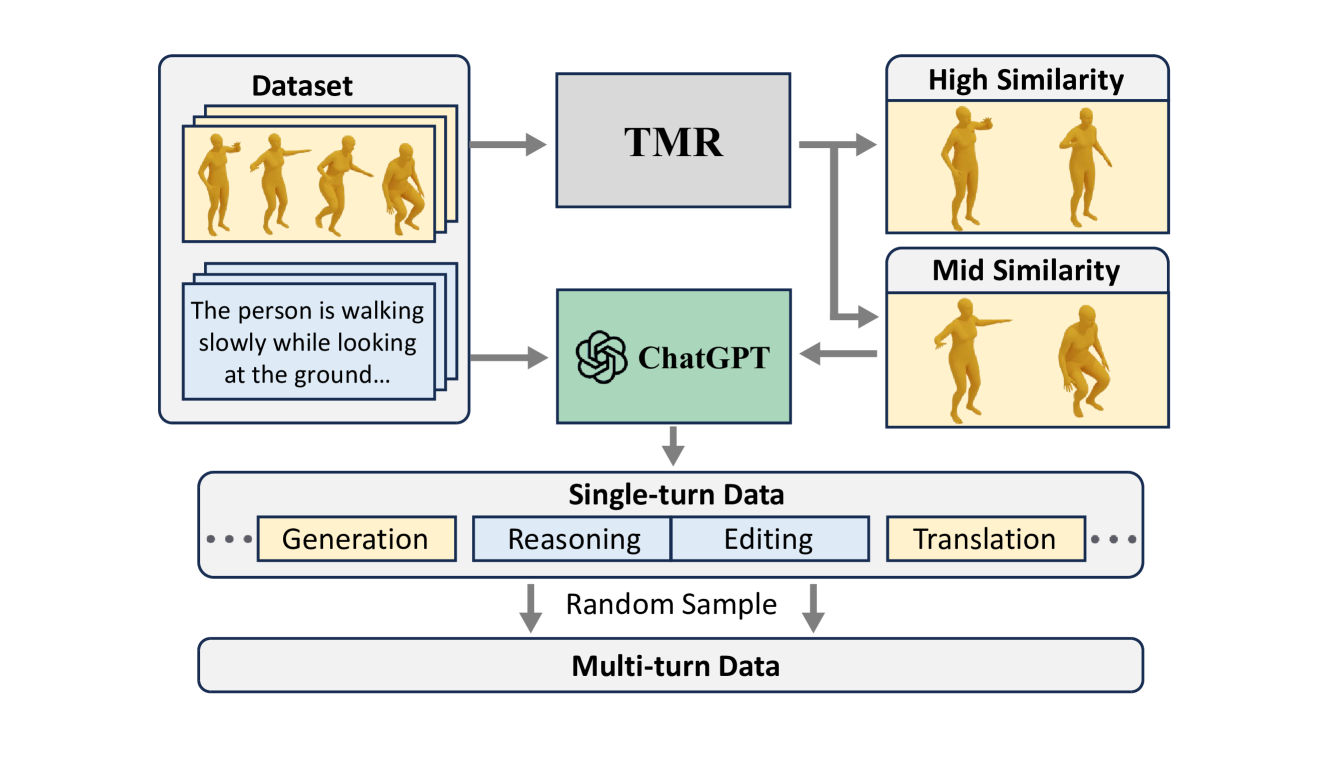 Dataset
The person is walking
slowly while looking
at the ground...
TMR
ChatGPT
High Similarity
Mid Similarity
Single-turn Data
Generation
Reasoning
Editing
Translation
Random Sample
Multi-turn Data